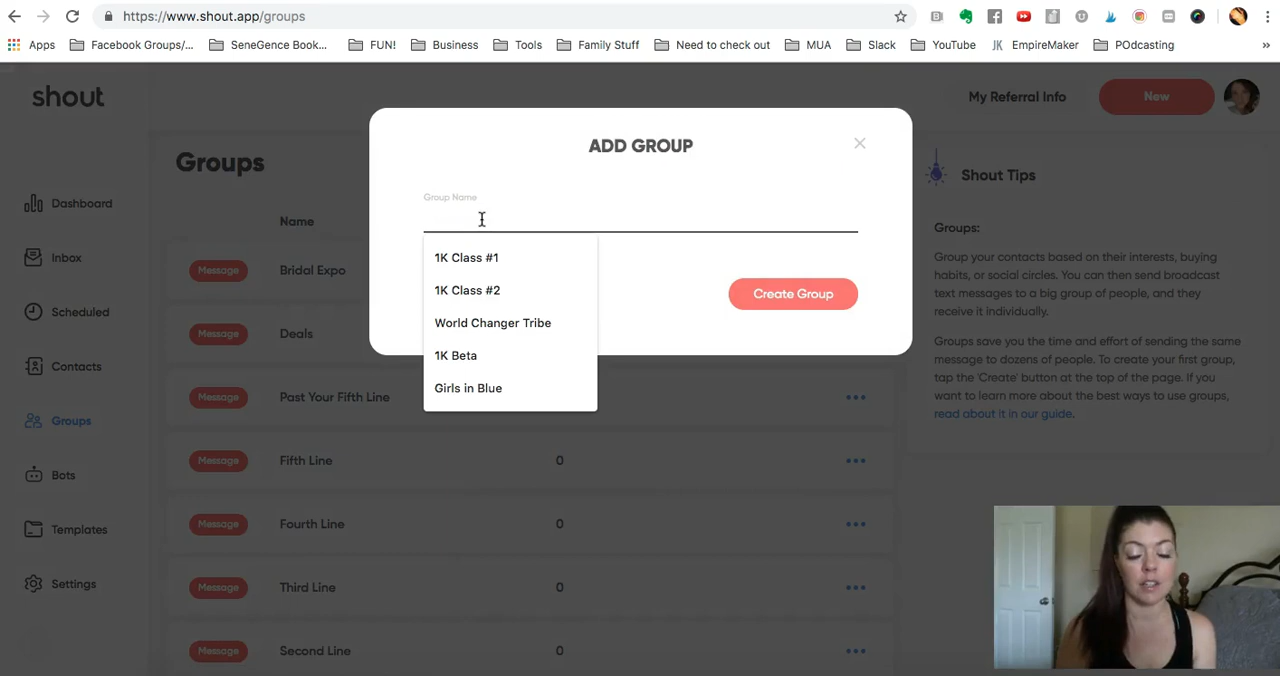 https://www.shout.app/groups
Apps Facebook Groups/... SeneGence Book... FUN! Business Tools Family Stuff Need to check out MUA Slack YouTube JK EmpireMaker POdcasting »
shout
My Referral Info
New
Groups
Name
Dashboard
Inbox
Scheduled
Contacts
Groups
Bots
Templates
Settings
Message Bridal Expo
Message Deals
Message Past Your Fifth Line
Message Fifth Line 0
Message Fourth Line 0
Message Third Line 0
Message Second Line 0
ADD GROUP
Group Name
1K Class #1
1K Class #2
World Changer Tribe
1K Beta
Girls in Blue
Create Group
Shout Tips
Groups:
Group your contacts based on their interests, buying
habits, or social circles. You can then send broadcast
text messages to a big group of people, and they
receive it individually.
Groups save you the time and effort of sending the same
message to dozens of people. To create your first group,
tap the 'Create' button at the top of the page. If you
want to learn more about the best ways to use groups,
read about it in our guide.